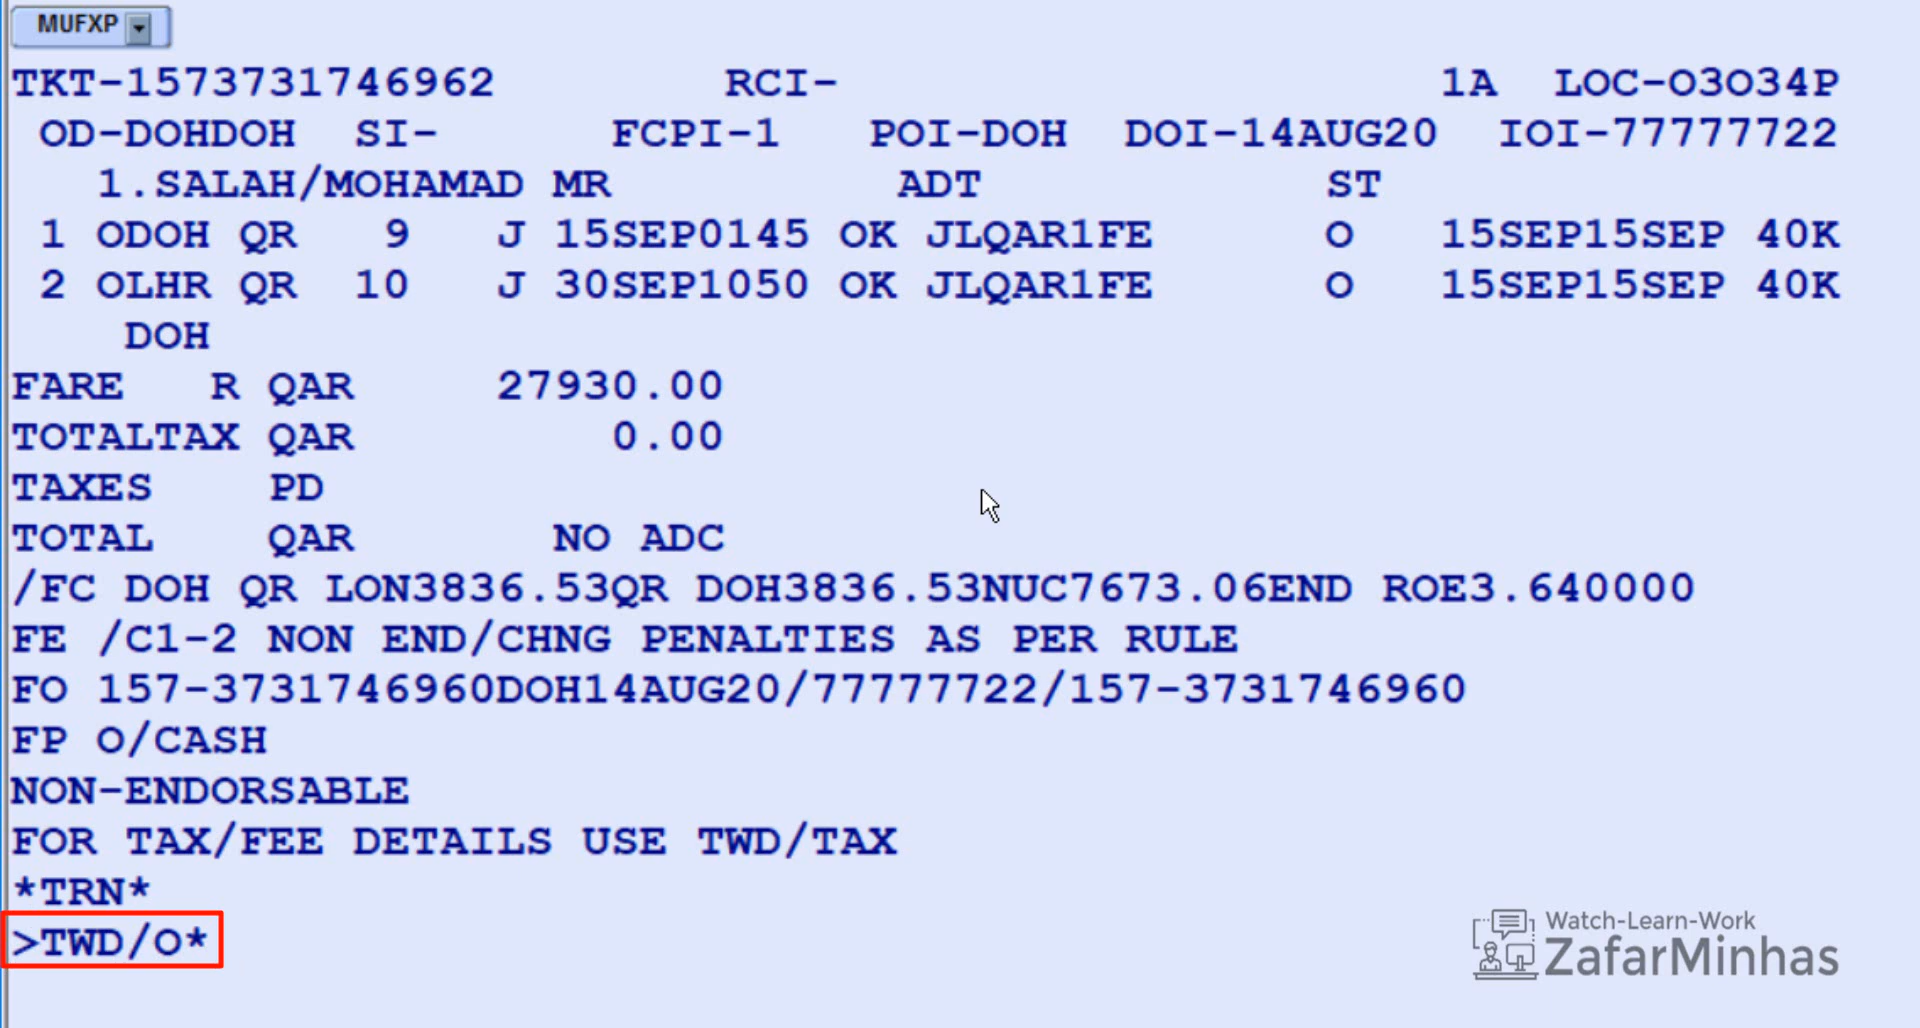 MUFXP
TKT-1573731746962 RCI- 1A LOC-O3O34P
OD-DOHDOH SI- FCPI-1 POI-DOH DOI-14AUG20 IOI-77777722
1.SALAH/MOHAMAD MR ADT ST
1 ODOH QR 9 J 15SEP0145 OK JLQAR1FE O 15SEP15SEP 40K
2 OLHR QR 10 J 30SEP1050 OK JLQAR1FE O 15SEP15SEP 40K
DOH
FARE R QAR 27930.00
TOTALTAX QAR 0.00
TAXES PD
TOTAL QAR NO ADC
/FC DOH QR LON3836.53QR DOH3836.53NUC7673.06END ROE3.640000
FE /C1-2 NON END/CHNG PENALTIES AS PER RULE
FO 157-3731746960DOH14AUG20/77777722/157-3731746960
FP O/CASH
NON-ENDORSABLE
FOR TAX/FEE DETAILS USE TWD/TAX
*TRN*
>TWD/O*
Watch-Learn-Work
ZafarMinhas